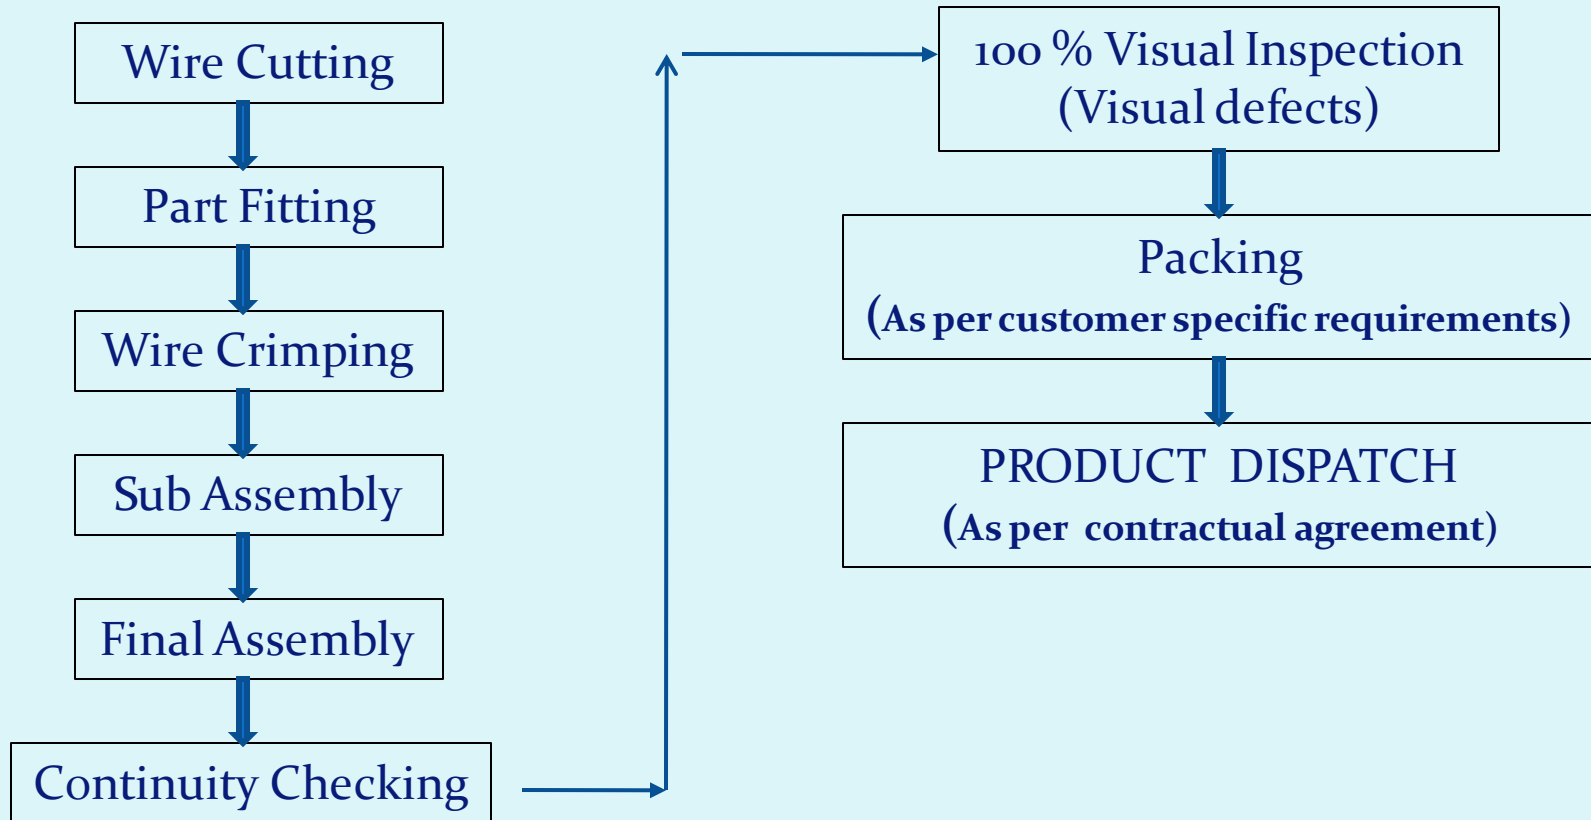 Wire Cutting
Part Fitting
Wire Crimping
Sub Assembly
Final Assembly
Continuity Checking
100 % Visual Inspection
(Visual defects)
Packing
(As per customer specific requirements)
PRODUCT DISPATCH
(As per contractual agreement)